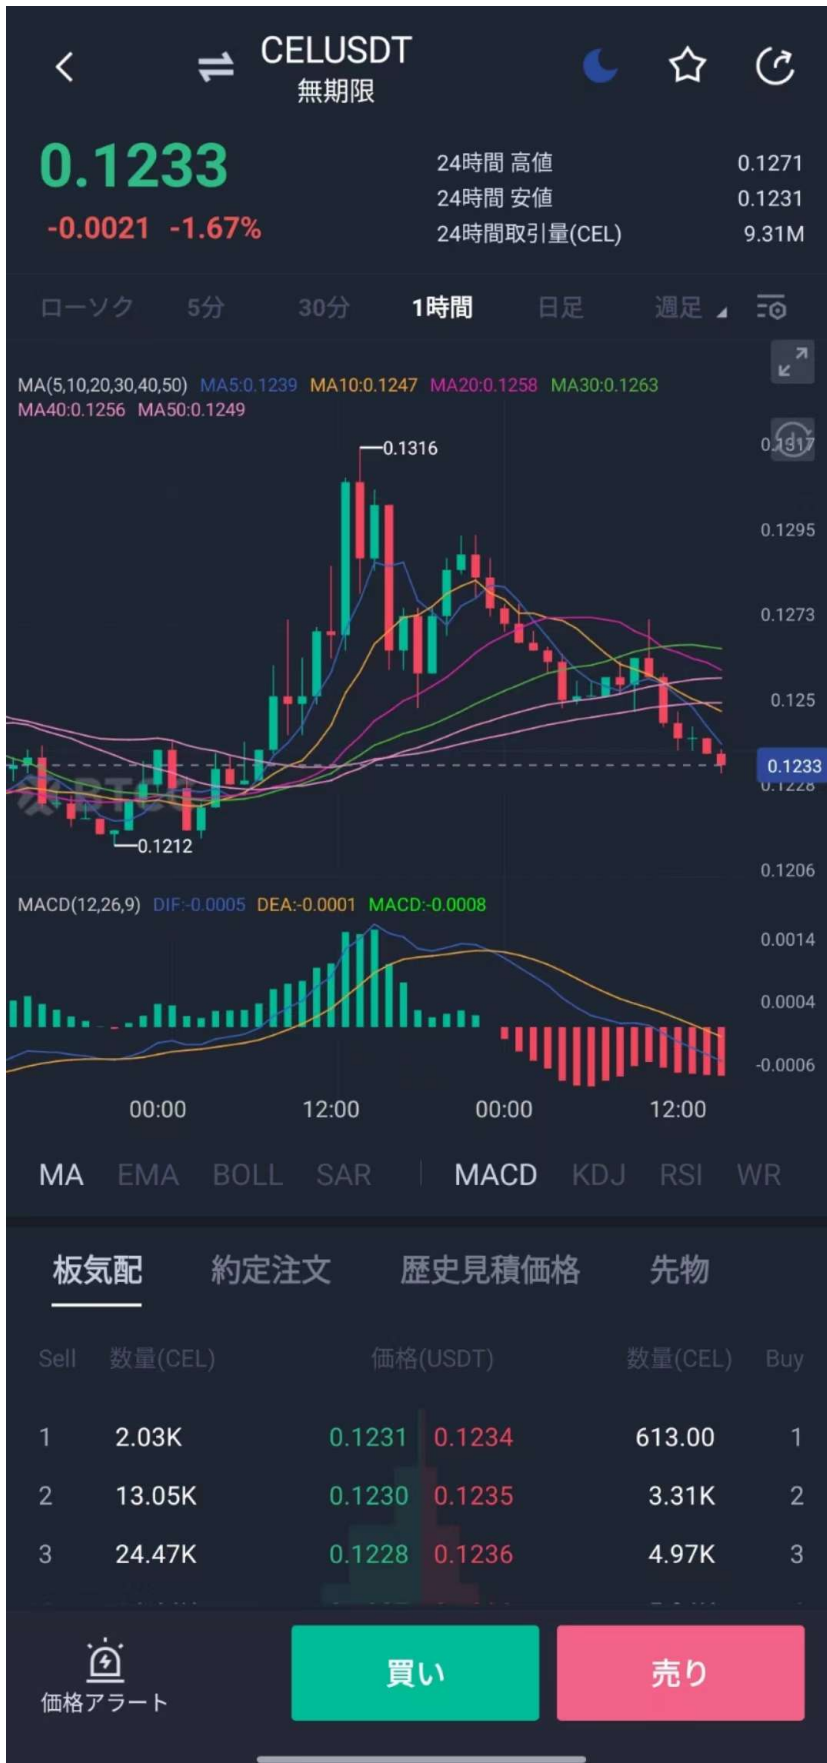 CELUSDT
無期限
0.1233
-0.0021 -1.67%
24時間 高値 0.1271
24時間 安値 0.1231
24時間取引量(CEL) 9.31M
ローソク 5分 30分 1時間 日足 週足
MA(5,10,20,30,40,50) MA5:0.1239 MA10:0.1247 MA20:0.1258 MA30:0.1263
MA40:0.1256 MA50:0.1249
0.1316
0.1317
0.1295
0.1273
0.125
0.1233
0.1228
BTCC
0.1212
0.1206
MACD(12,26,9) DIF:-0.0005 DEA:-0.0001 MACD:-0.0008
0.0014
0.0004
-0.0006
00:00 12:00 00:00 12:00
MA EMA BOLL SAR MACD KDJ RSI WR
板気配 約定注文 歴史見積価格 先物
Sell 数量(CEL) 価格(USDT) 数量(CEL) Buy
1 2.03K 0.1231 0.1234 613.00 1
2 13.05K 0.1230 0.1235 3.31K 2
3 24.47K 0.1228 0.1236 4.97K 3
価格アラート 買い 売り